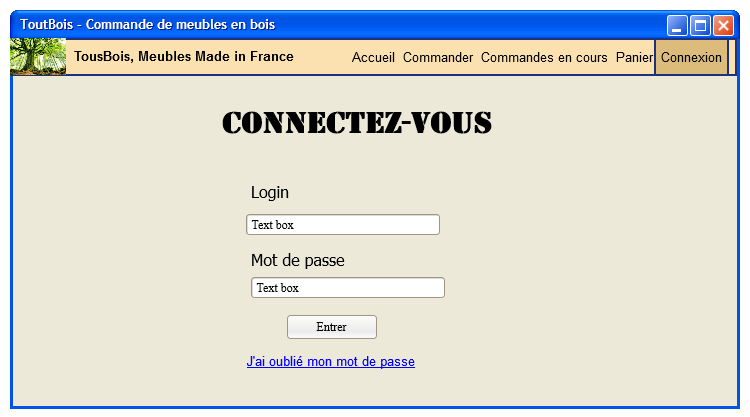 ToutBois - Commande de meubles en bois
TousBois, Meubles Made in France Accueil Commander Commandes en cours Panier Connexion
CONNECTEZ-VOUS
Login
Text box
Mot de passe
Text box
Entrer
J'ai oublié mon mot de passe